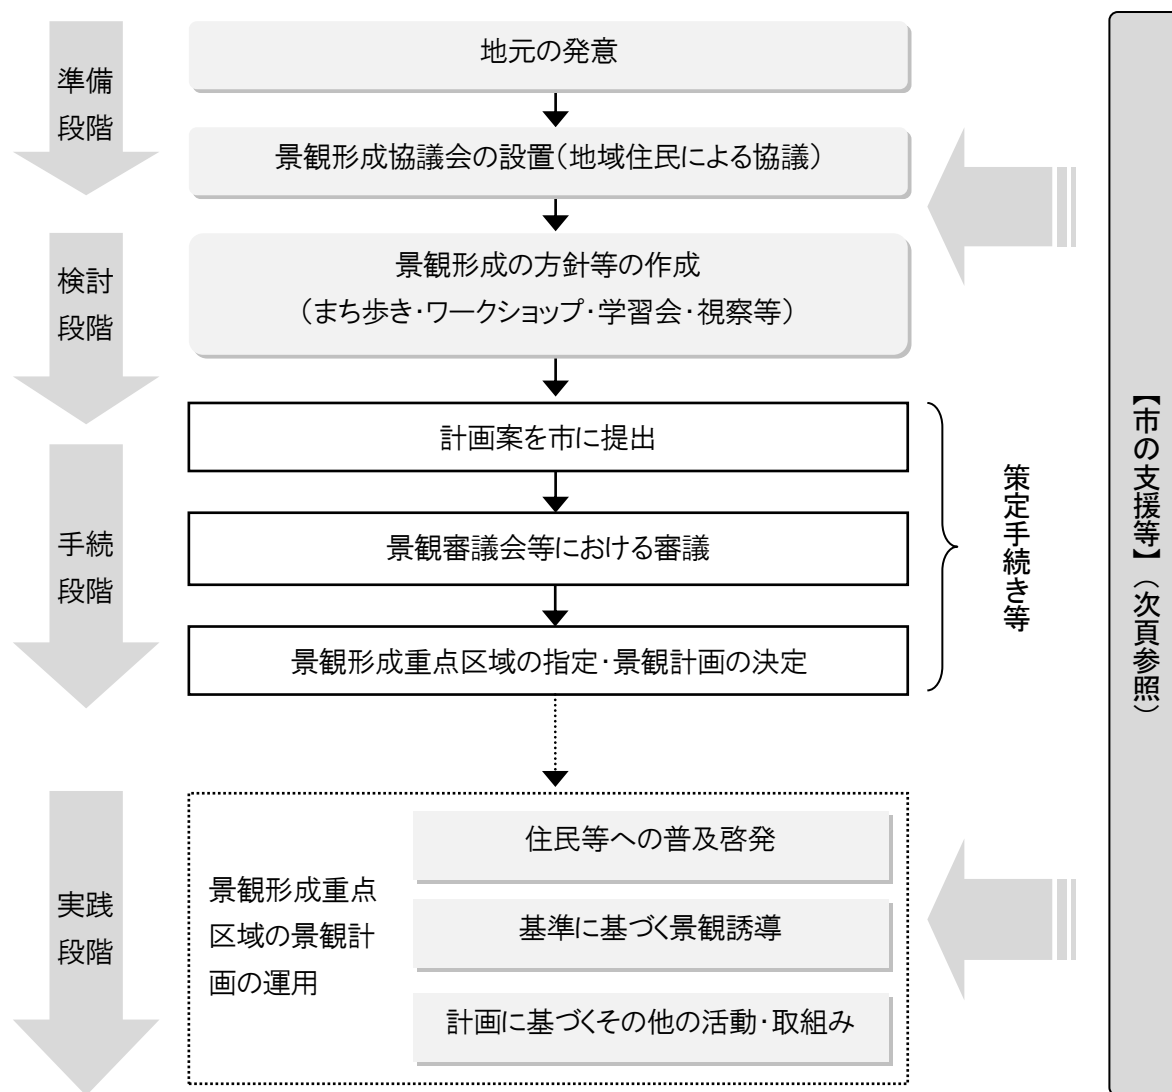 準備
段階
地元の発意
景観形成協議会の設置(地域住民による協議)
検討
段階
景観形成の方針等の作成
(まち歩き・ワークショップ・学習会・視察等)
手続
段階
計画案を市に提出
景観審議会等における審議
景観形成重点区域の指定・景観計画の決定
策定手続き等
実践
段階
景観形成重点
区域の景観計
画の運用
住民等への普及啓発
基準に基づく景観誘導
計画に基づくその他の活動・取組み
【市の支援等】(次頁参照)